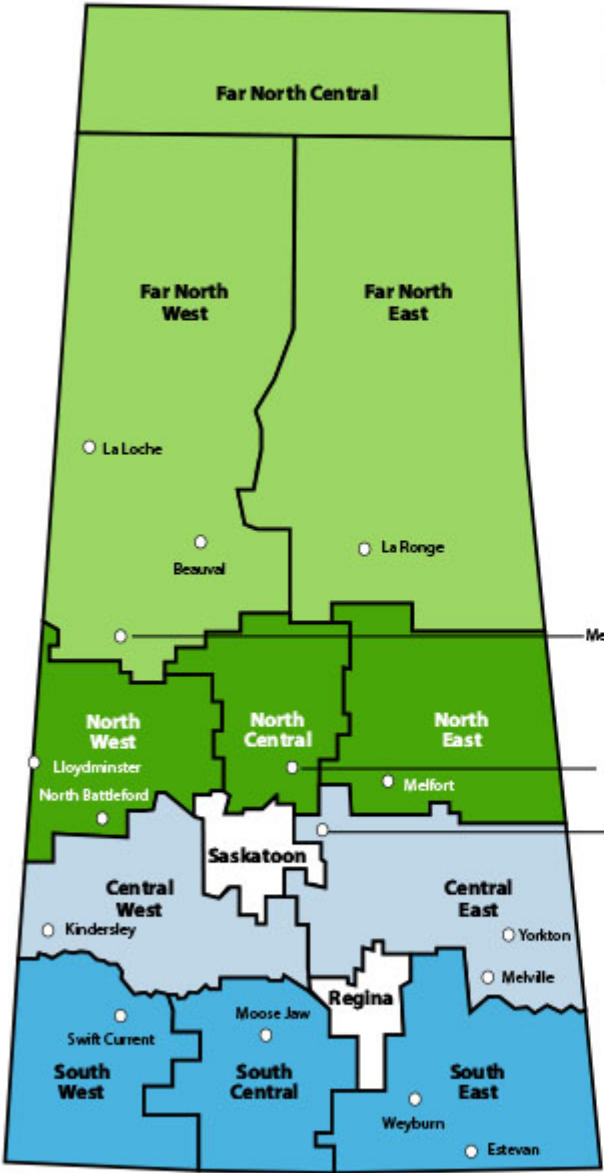 Far North Central
Far North
West
Far North
East
La Loche
Beauval
La Ronge
Me
North
West
North
Central
North
East
Lloydminster
North Battleford
Melfort
Saskatoon
Central
West
Central
East
Kindersley
Yorkton
Melville
Regina
Moose Jaw
Swift Current
South
West
South
Central
South
East
Weyburn
Estevan